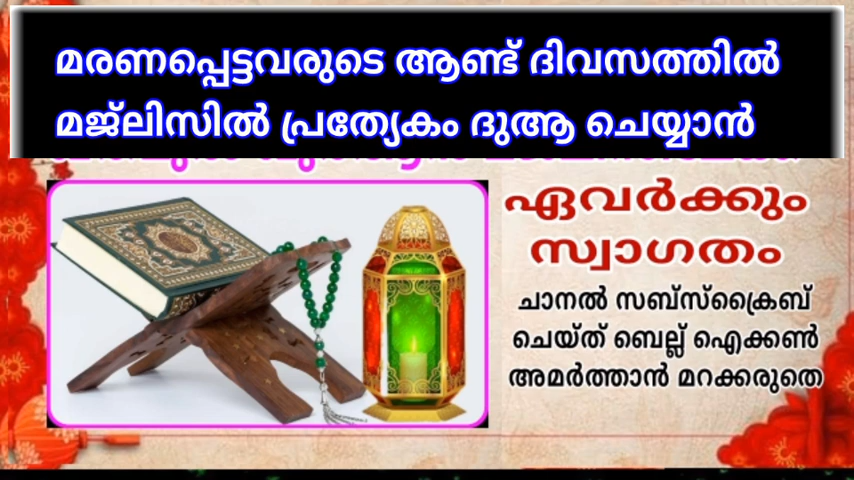 മരണപ്പെട്ടവരുടെ ആണ്ട് ദിവസത്തിൽ
മജ്ലിസിൽ പ്രത്യേകം ദുആ ചെയ്യാൻ
ഏവർക്കും
സ്വാഗതം
ചാനൽ സബ്സ്ക്രൈബ്
ചെയ്ത് ബെല്ല് ഐക്കൺ
അമർത്താൻ മറക്കരുതെ